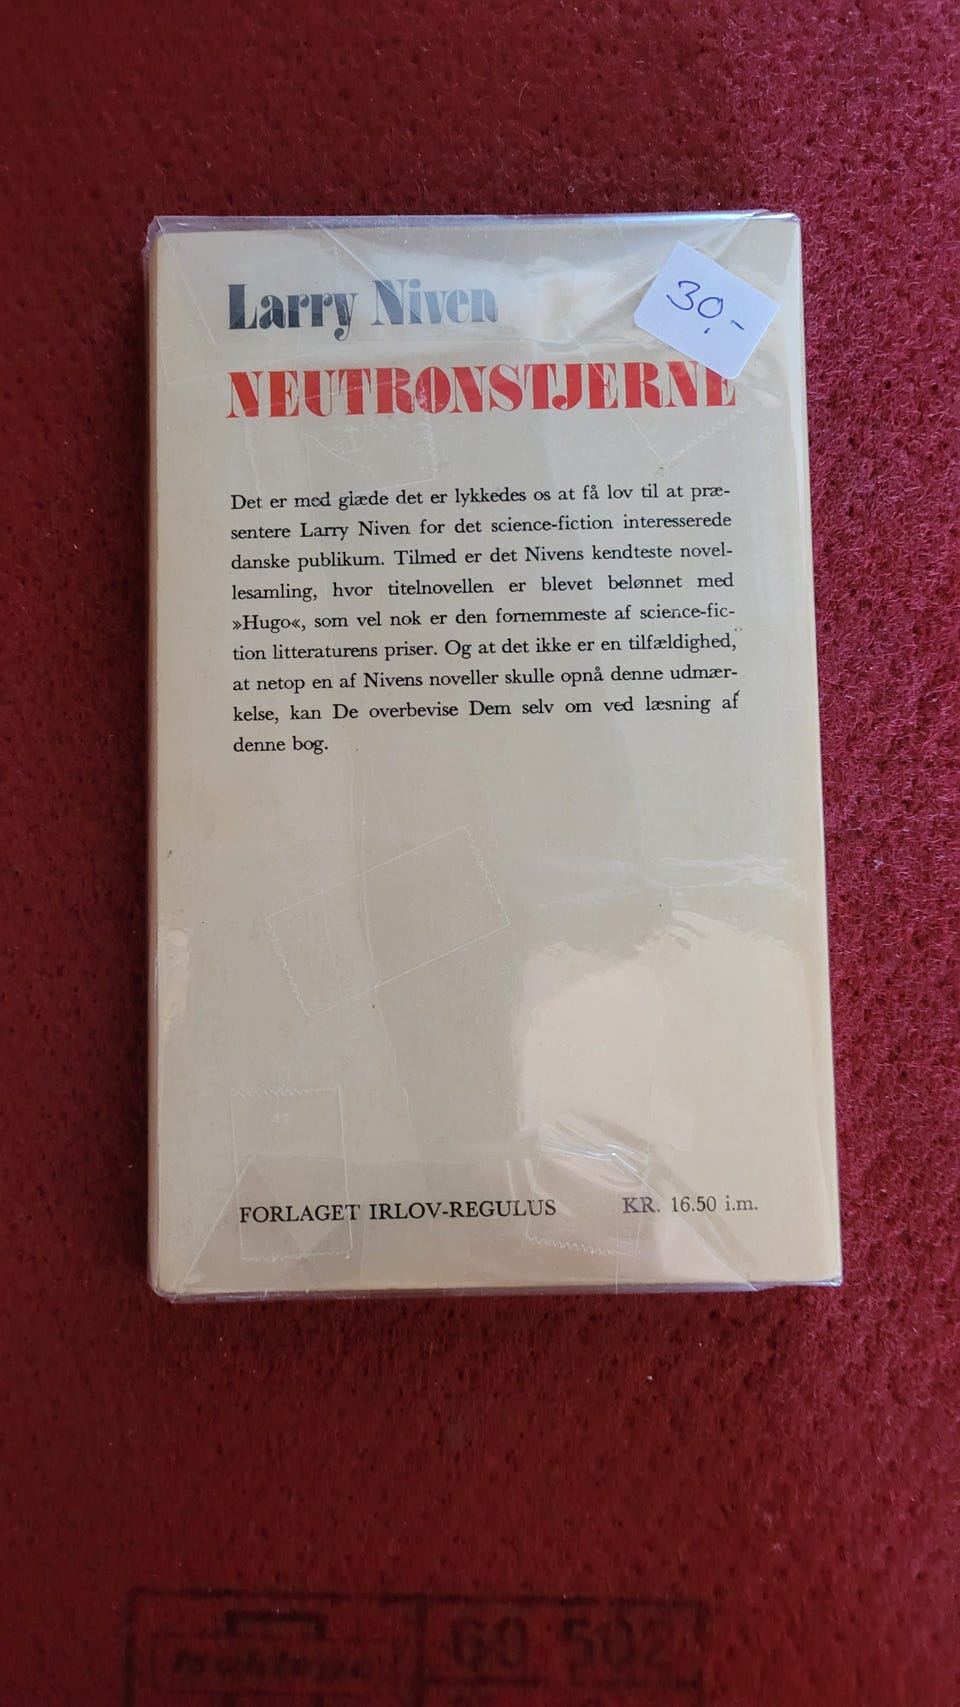 Larry Niven
30,-
NEUTRONSTJERNE
Det er med glæde det er lykkedes os at få lov til at præ-
sentere Larry Niven for det science-fiction interesserede
danske publikum. Tilmed er det Nivens kendteste novel-
lesamling, hvor titelnovellen er blevet belønnet med
»Hugo«, som vel nok er den fornemmeste af science-fic-
tion litteraturens priser. Og at det ikke er en tilfældighed,
at netop en af Nivens noveller skulle opnå denne udmær-
kelse, kan De overbevise Dem selv om ved læsning af
denne bog.
FORLAGET IRLOV-REGULUS KR. 16.50 i.m.
60 502